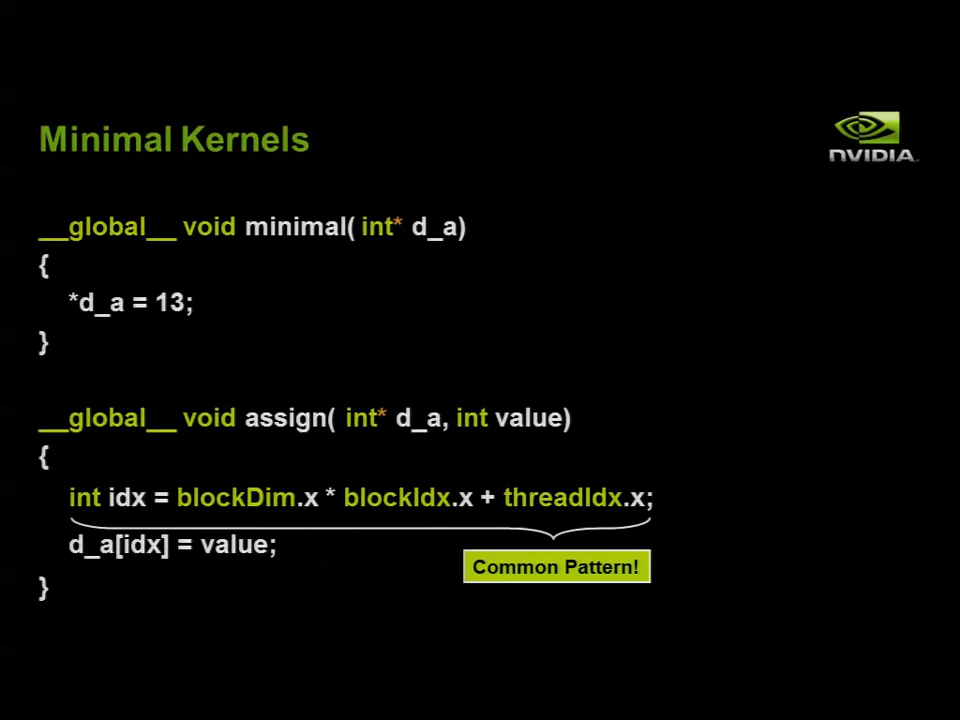 Minimal Kernels
NVIDIA.
__global__ void minimal( int* d_a)
{
*d_a = 13;
}
__global__ void assign( int* d_a, int value)
{
int idx = blockDim.x * blockIdx.x + threadIdx.x;
d_a[idx] = value;
Common Pattern!
}